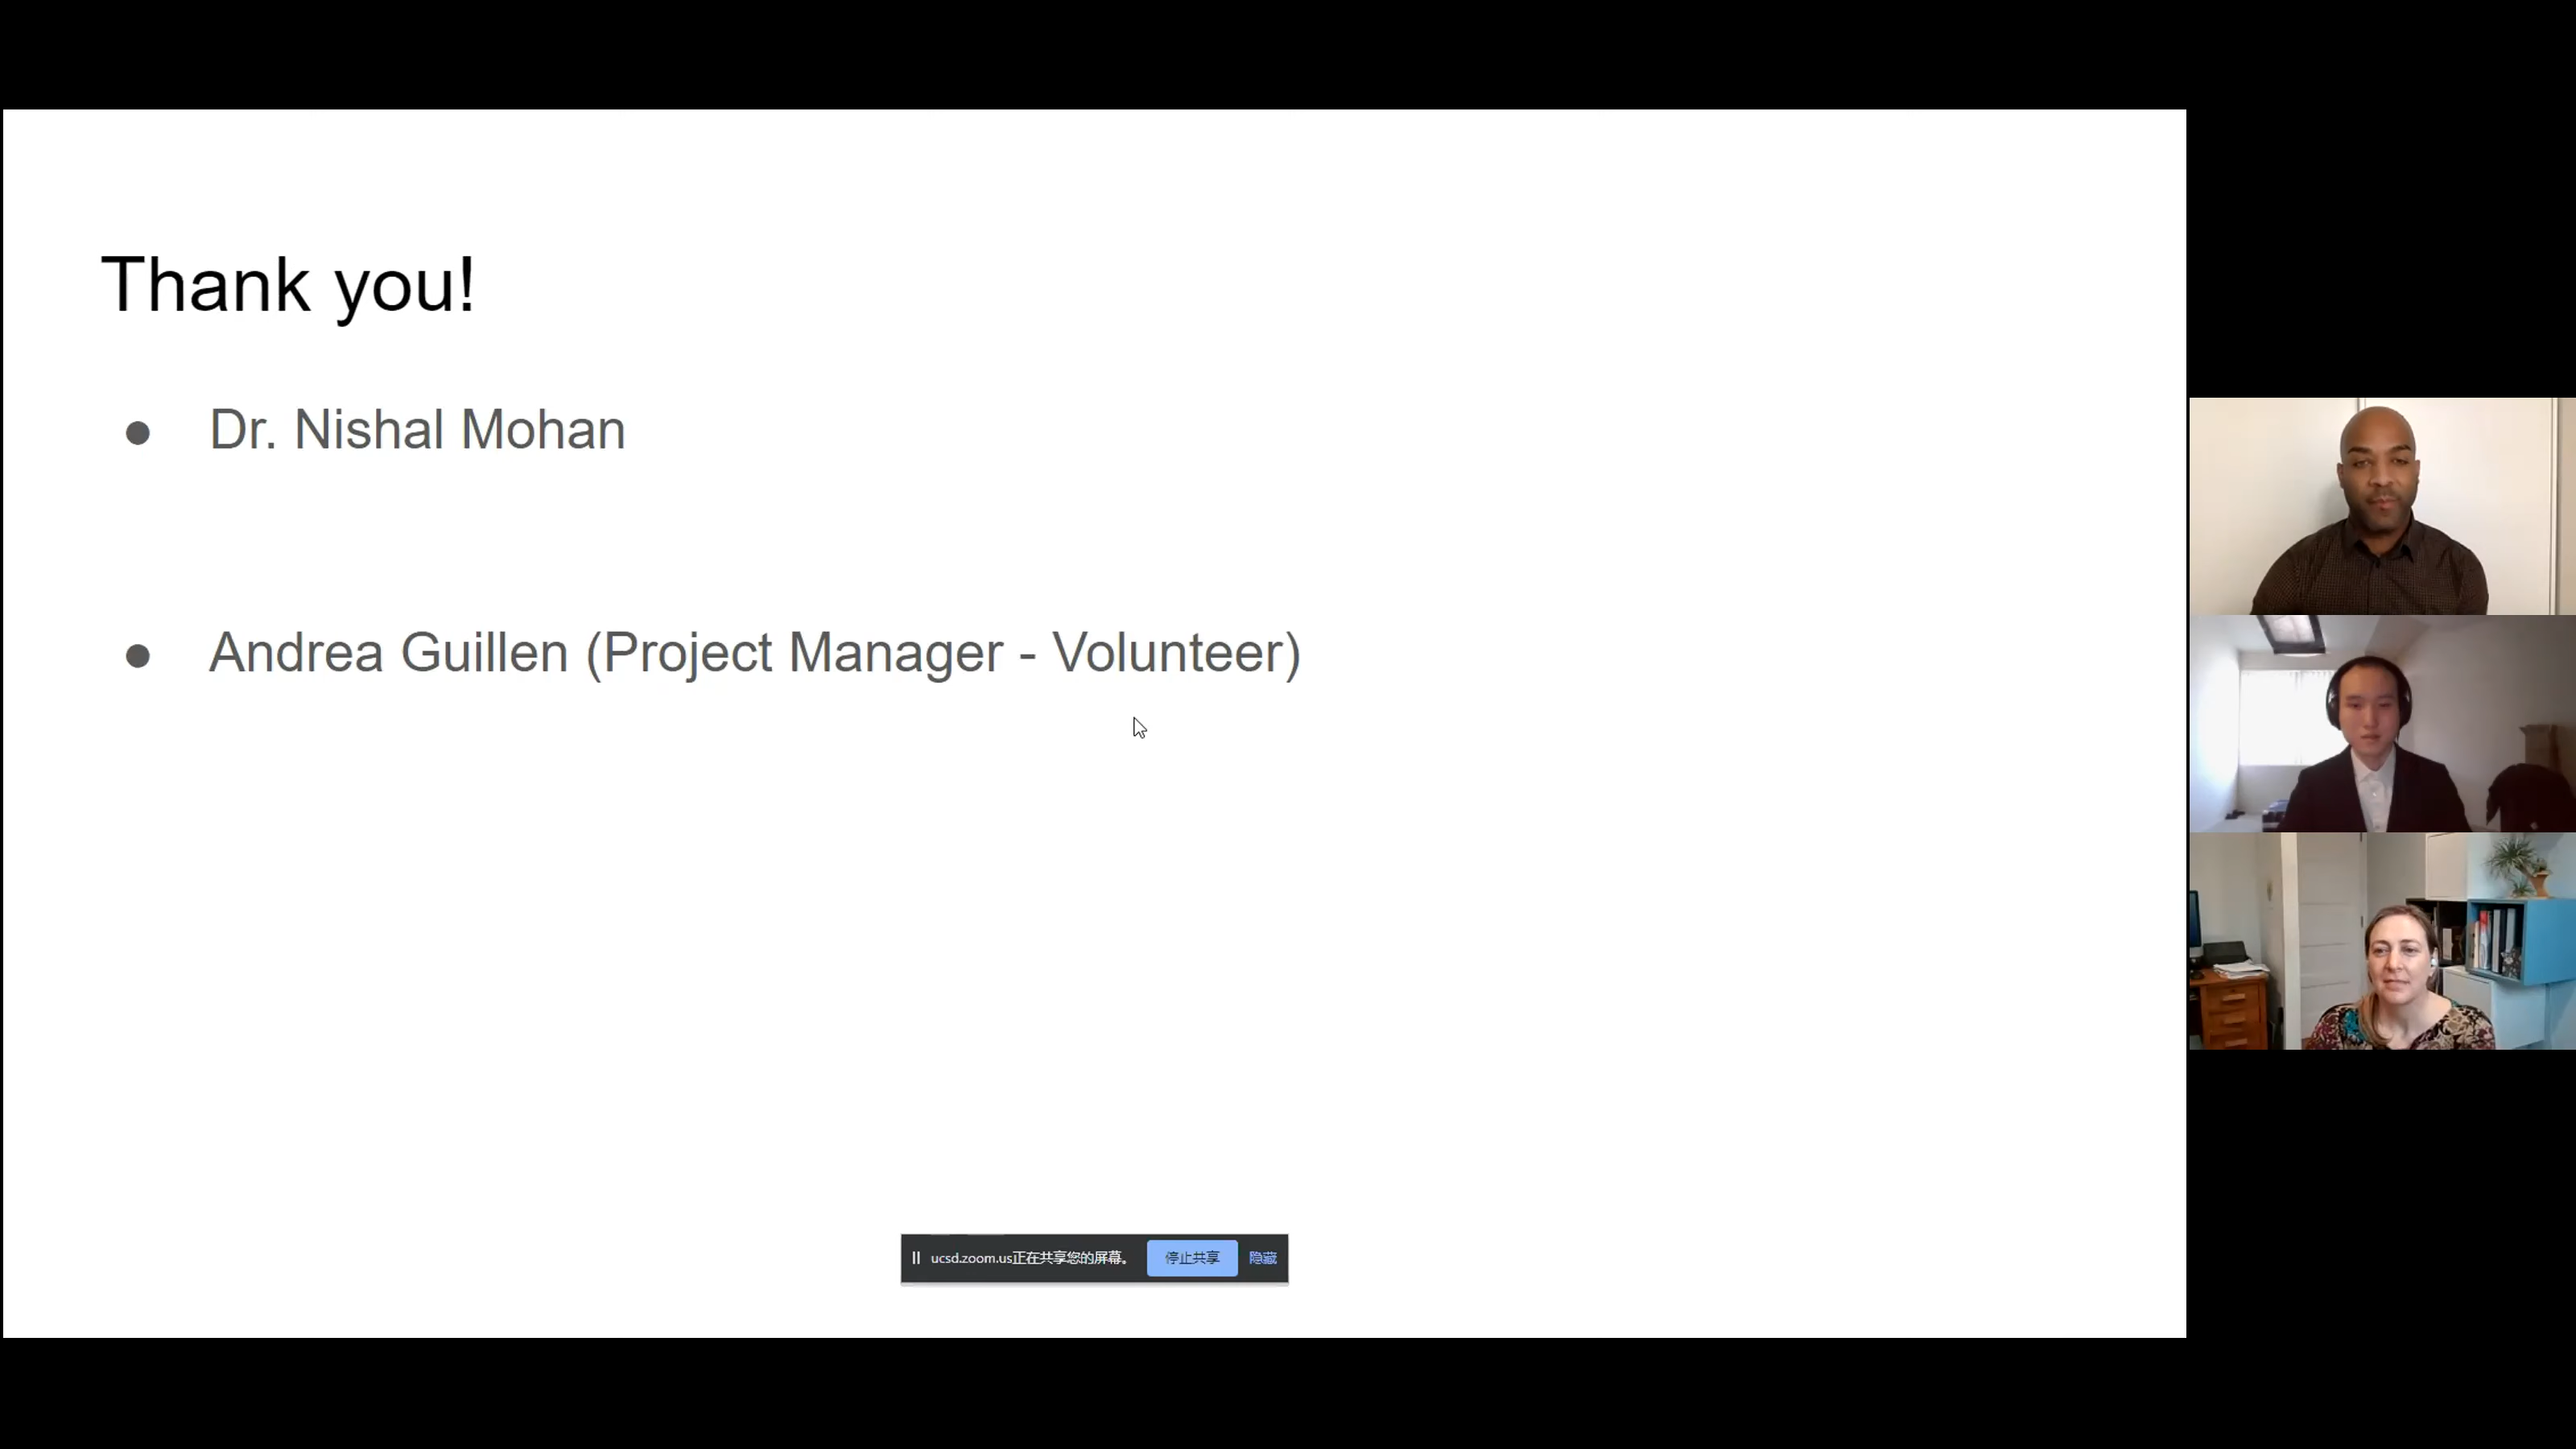 Thank you!
● Dr. Nishal Mohan
● Andrea Guillen (Project Manager - Volunteer)
ucsd.zoom.us正在共享您的屏幕。 停止共享 隐藏